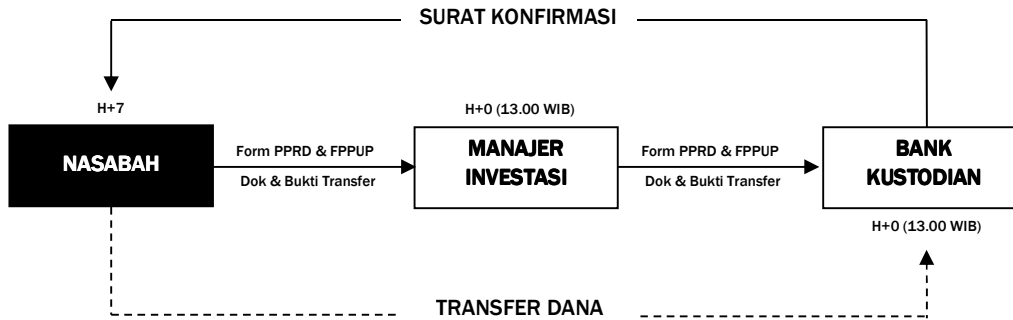 SURAT KONFIRMASI
H+7
H+0 (13.00 WIB)
NASABAH
Form PPRD & FPPUP
Dok & Bukti Transfer
MANAJER
INVESTASI
Form PPRD & FPPUP
Dok & Bukti Transfer
BANK
KUSTODIAN
H+0 (13.00 WIB)
TRANSFER DANA